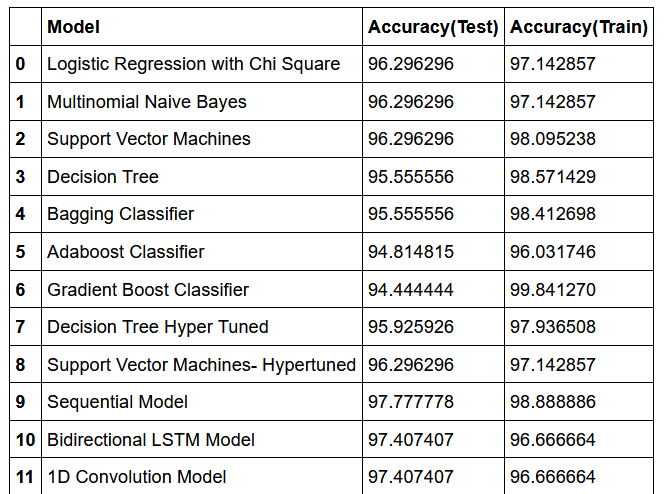 Model Accuracy(Test) Accuracy(Train)
0 Logistic Regression with Chi Square 96.296296 97.142857
1 Multinomial Naive Bayes 96.296296 97.142857
2 Support Vector Machines 96.296296 98.095238
3 Decision Tree 95.555556 98.571429
4 Bagging Classifier 95.555556 98.412698
5 Adaboost Classifier 94.814815 96.031746
6 Gradient Boost Classifier 94.444444 99.841270
7 Decision Tree Hyper Tuned 95.925926 97.936508
8 Support Vector Machines- Hypertuned 96.296296 97.142857
9 Sequential Model 97.777778 98.888886
10 Bidirectional LSTM Model 97.407407 96.666664
11 1D Convolution Model 97.407407 96.666664